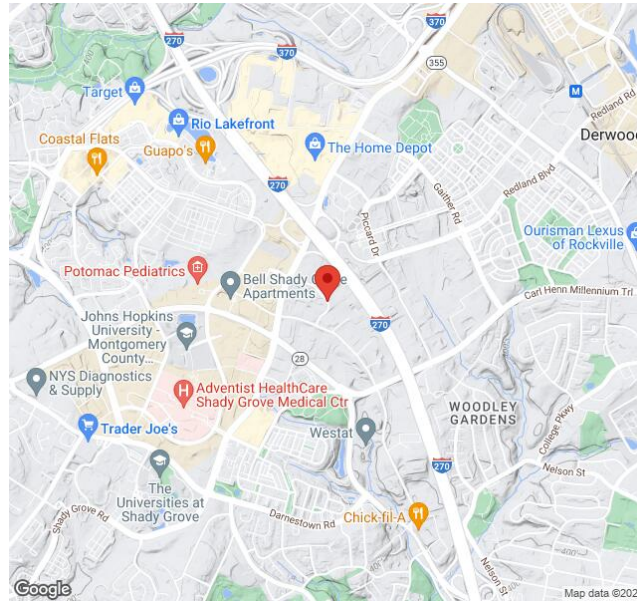 270
370
355
Target
Rio Lakefront
Coastal Flats
Guapo's
The Home Depot
Redland Rd
M
Derwood
Redland Blvd
Gaither Rd
Piccard Dr
270
Ourisman Lexus
of Rockville
Potomac Pediatrics
Bell Shady
Apartments
Carl Henn Millennium Trl
270
Johns Hopkins
University -
Montgomery
County...
28
NYS Diagnostics
& Supply
H
Adventist HealthCare
Shady Grove Medical Ctr
WOODLEY
GARDENS
College Pkwy
Trader Joe's
Westat
270
Nelson St
The
Universities at
Shady Grove
Shady Grove Rd
Darnestown Rd
Chick-fil-A
Nelson St
400
Google
Map data ©202